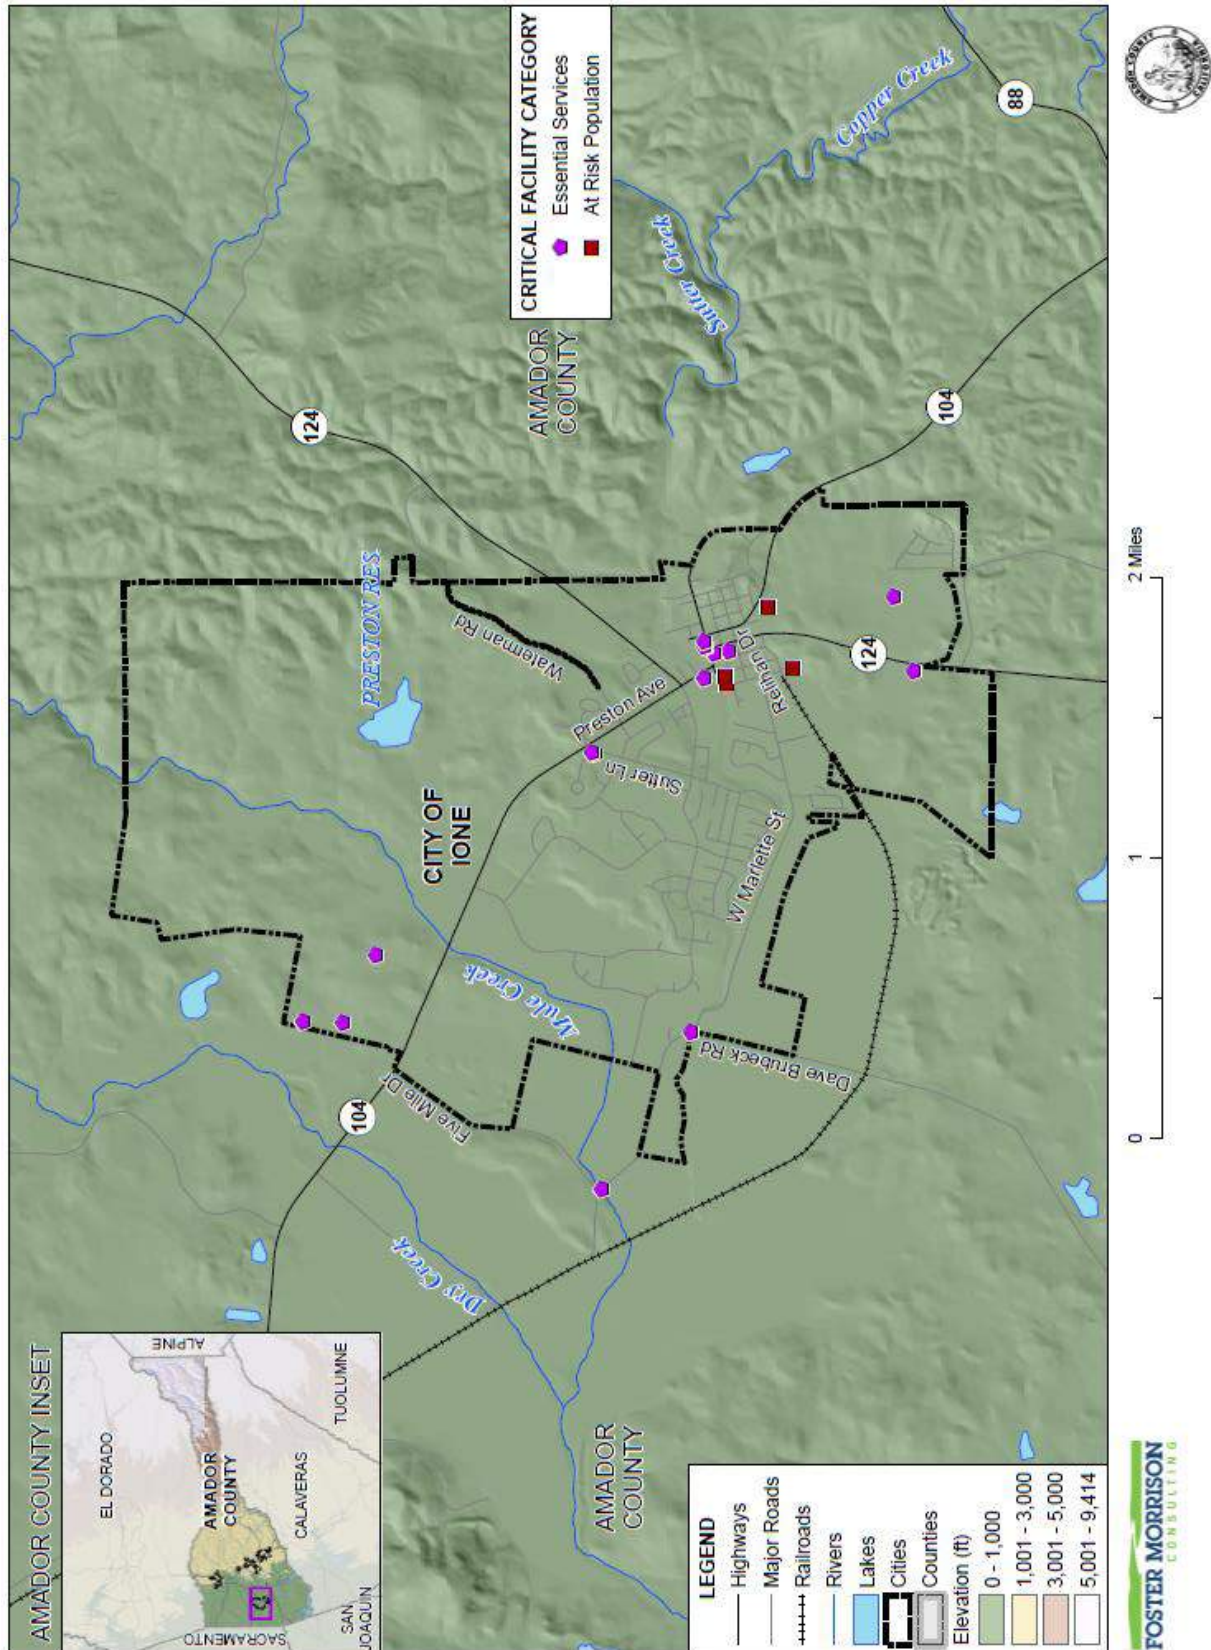 AMADOR COUNTY INSET
EL DORADO
ALPINE
AMADOR
COUNTY
SACRAMENTO
CALAVERAS
TUOLUMNE
SAN
JOAQUIN
CRITICAL FACILITY CATEGORY
Essential Services
At Risk Population
124
PRESTON RES.
AMADOR
COUNTY
CITY OF
IONE
Waterman Rd
104
Five Mile Dr
Mule Creek
Preston Ave
Sutter Ln
Dry Creek
Sutter Creek
Copper Creek
W Marlette St
Relihan Dr
Dave Brubeck Rd
124
104
88
AMADOR
COUNTY
LEGEND
Highways
Major Roads
Railroads
Rivers
Lakes
Cities
Counties
Elevation (ft)
0 - 1,000
1,001 - 3,000
3,001 - 5,000
5,001 - 9,414
0
1
2 Miles
FOSTER MORRISON
CONSULTING
AMADOR COUNTY